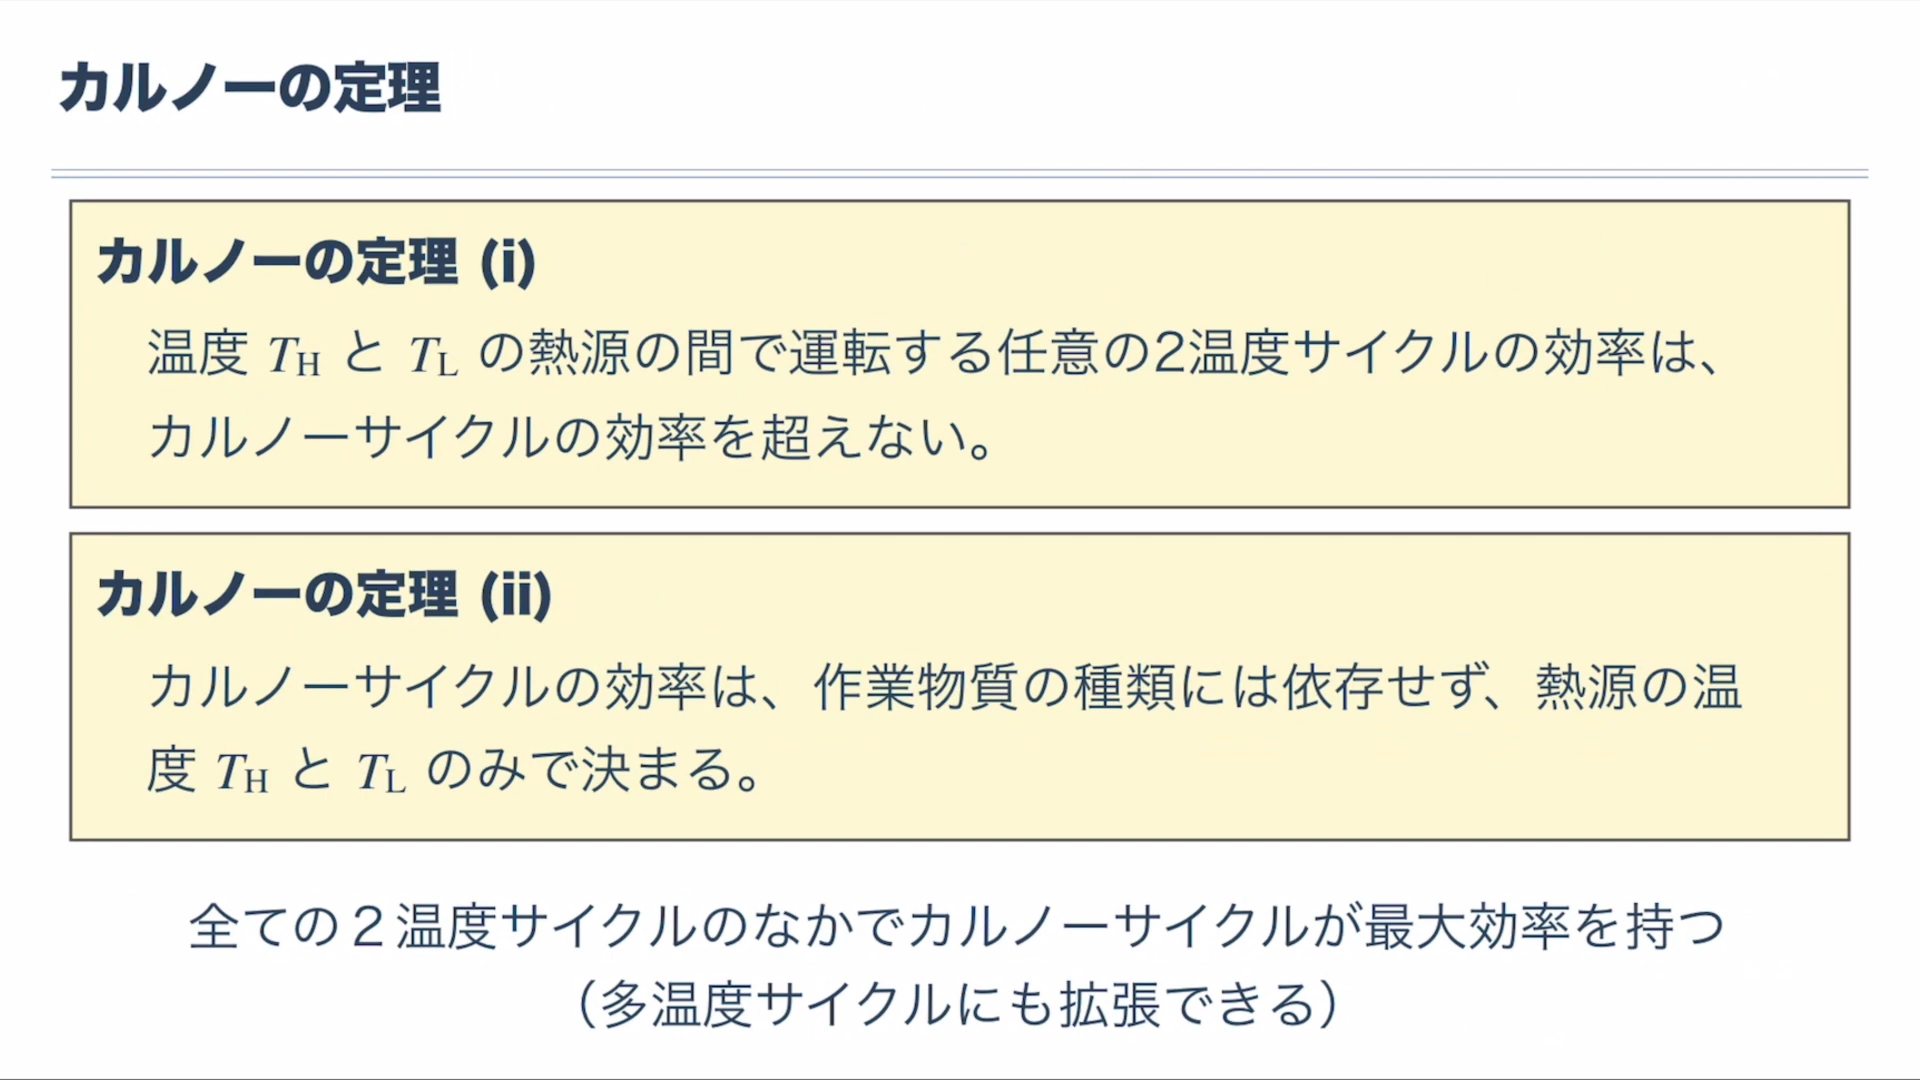 カルノーの定理
カルノーの定理 (i)
温度 TH と TL の熱源の間で運転する任意の2温度サイクルの効率は、
カルノーサイクルの効率を超えない。
カルノーの定理 (ii)
カルノーサイクルの効率は、作業物質の種類には依存せず、熱源の温
度 TH と TL のみで決まる。
全ての２温度サイクルのなかでカルノーサイクルが最大効率を持つ
（多温度サイクルにも拡張できる）